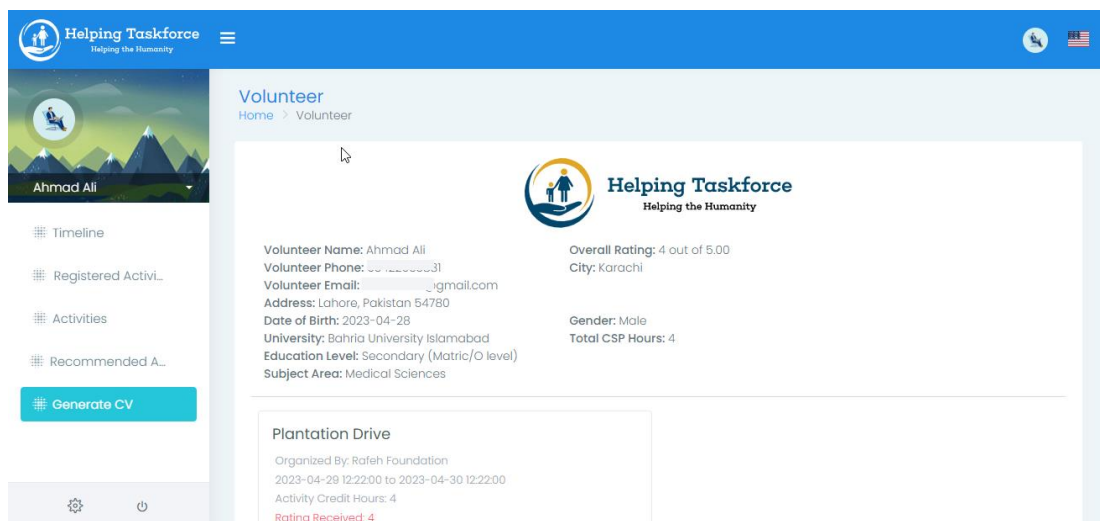 Helping Taskforce
Helping the Humanity
Ahmad Ali
Timeline
Registered Activi...
Activities
Recommended A...
Generate CV
Volunteer
Home > Volunteer
Helping Taskforce
Helping the Humanity
Volunteer Name: Ahmad Ali
Overall Rating: 4 out of 5.00
Volunteer Phone:
City: Karachi
Volunteer Email: gmail.com
Address: Lahore, Pakistan 54780
Date of Birth: 2023-04-28
Gender: Male
University: Bahria University Islamabad
Total CSP Hours: 4
Education Level: Secondary (Matric/O level)
Subject Area: Medical Sciences
Plantation Drive
Organized By: Rafeh Foundation
2023-04-29 12:22:00 to 2023-04-30 12:22:00
Activity Credit Hours: 4
Rating Received: 4